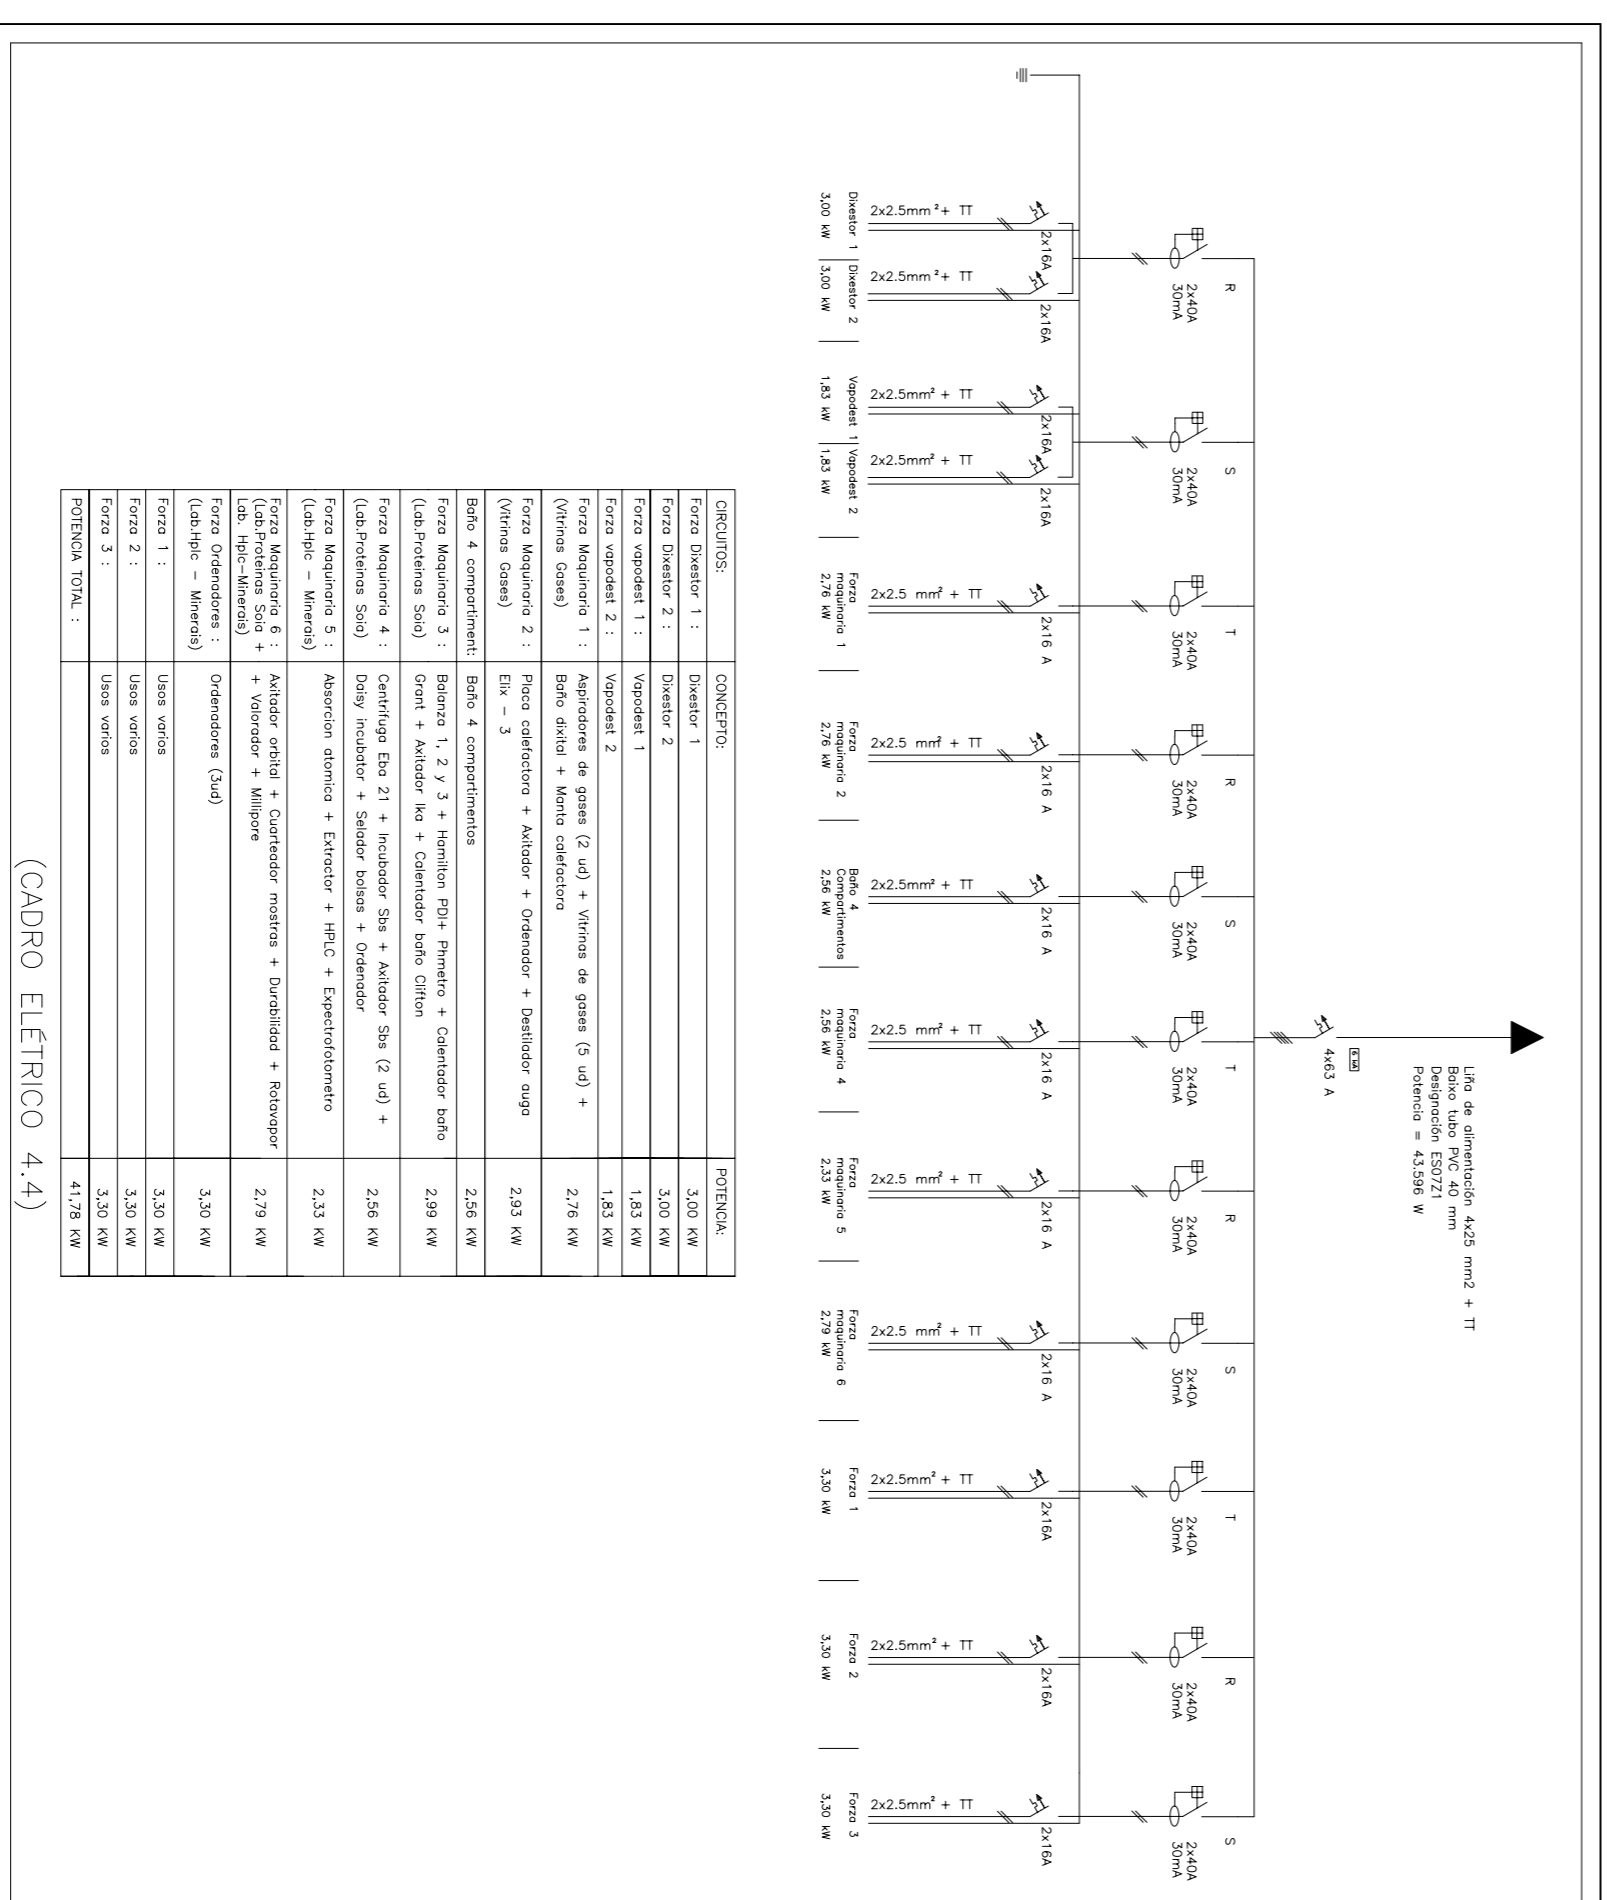 Liña de alimentación 4x25 mm2 + TT
Baixo tubo PVC 40 mm
Designación ES07Z1
Potencia = 43.596 W
6 kA
4x63 A
R
S
T
R
S
T
R
S
T
R
S
2x40A
30mA
2x40A
30mA
2x40A
30mA
2x40A
30mA
2x40A
30mA
2x40A
30mA
2x40A
30mA
2x40A
30mA
2x40A
30mA
2x40A
30mA
2x40A
30mA
2x16A
2x16A
2x16A
2x16A
2x16 A
2x16 A
2x16 A
2x16 A
2x16 A
2x16 A
2x16A
2x16A
2x16A
2x2.5mm²+ TT
2x2.5mm²+ TT
2x2.5mm² + TT
2x2.5mm² + TT
2x2.5 mm² + TT
2x2.5 mm² + TT
2x2.5mm² + TT
2x2.5 mm² + TT
2x2.5 mm² + TT
2x2.5 mm² + TT
2x2.5mm² + TT
2x2.5mm² + TT
2x2.5mm² + TT
Dixestor 1
3,00 kW
Dixestor 2
3,00 kW
Vapodest 1
1,83 kW
Vapodest 2
1,83 kW
Forza
maquinaria 1
2,76 kW
Forza
maquinaria 2
2,76 kW
Baño 4
Compartimentos
2,56 kW
Forza
maquinaria 4
2,56 kW
Forza
maquinaria 5
2,33 kW
Forza
maquinaria 6
2,79 kW
Forza 1
3,30 kW
Forza 2
3,30 kW
Forza 3
3,30 kW
CIRCUITOS: CONCEPTO: POTENCIA:
Forza Dixestor 1 : Dixestor 1 3,00 KW
Forza Dixestor 2 : Dixestor 2 3,00 KW
Forza vapodest 1 : Vapodest 1 1,83 KW
Forza vapodest 2 : Vapodest 2 1,83 KW
Forza Maquinaria 1 : Aspiradores de gases (2 ud) + Vitrinas de gases (5 ud) + 2,76 KW
(Vitrinas Gases) Baño dixital + Manta calefactora
Forza Maquinaria 2 : Placa calefactora + Axitador + Ordenador + Destilador auga 2,93 KW
(Vitrinas Gases) Elix – 3
Baño 4 compartiment: Baño 4 compartimentos 2,56 KW
Forza Maquinaria 3 : Balanza 1, 2 y 3 + Hamilton PDI+ Phmetro + Calentador baño 2,99 KW
(Lab.Proteinas Soia) Grant + Axitador Ika + Calentador baño Clifton
Forza Maquinaria 4 : Centrifuga Eba 21 + Incubador Sbs + Axitador Sbs (2 ud) + 2,56 KW
(Lab.Proteinas Soia) Daisy incubator + Selador bolsas + Ordenador
Forza Maquinaria 5 : Absorcion atomica + Extractor + HPLC + Expectrofotometro 2,33 KW
(Lab.Hplc – Minerais)
Forza Maquinaria 6 : Axitador orbital + Cuarteador mostras + Durabilidad + Rotavapor 2,79 KW
(Lab.Proteinas Soia + + Valorador + Millipore
Lab. Hplc–Minerais)
Forza Ordenadores : Ordenadores (3ud) 3,30 KW
(Lab.Hplc – Minerais)
Forza 1 : Usos varios 3,30 KW
Forza 2 : Usos varios 3,30 KW
Forza 3 : Usos varios 3,30 KW
POTENCIA TOTAL : 41,78 KW
(CADRO ELÉTRICO 4.4)